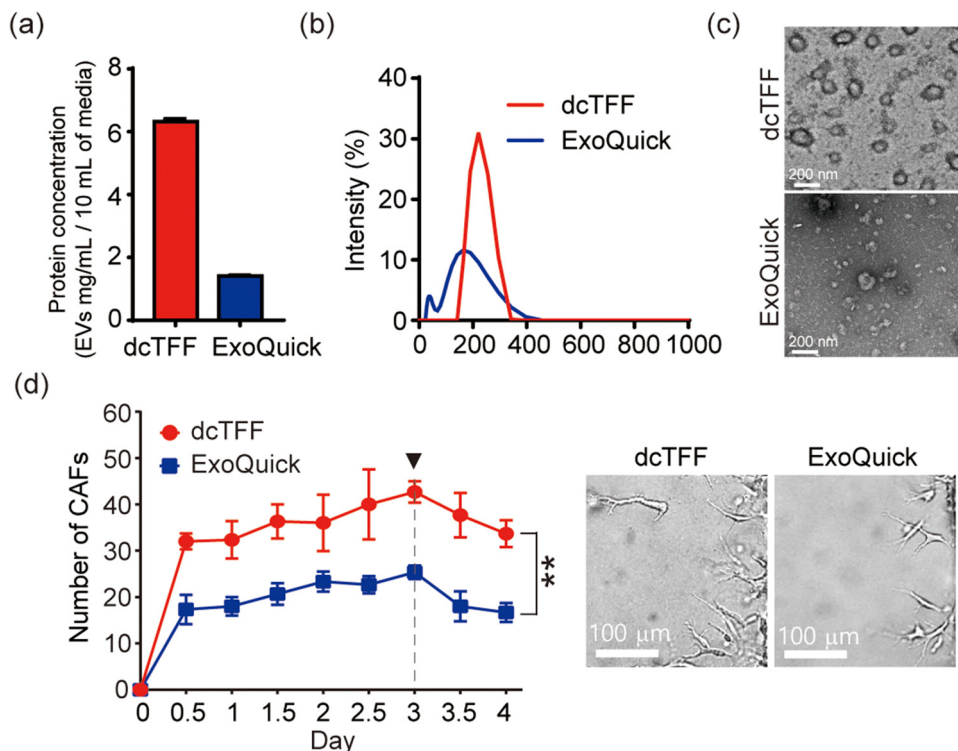 (a)
Protein concentration
(EVs mg/mL / 10 mL of media)
8
6
4
2
0
dcTFF ExoQuick
(b)
Intensity (%)
40
30
20
10
0
dcTFF
ExoQuick
0 200 400 600 800 1000
(c)
dcTFF
200 nm
ExoQuick
200 nm
(d)
Number of CAFs
60
50
40
30
20
10
0
dcTFF
ExoQuick
**
0 0.5 1 1.5 2 2.5 3 3.5 4
Day
dcTFF
100 μm
ExoQuick
100 μm